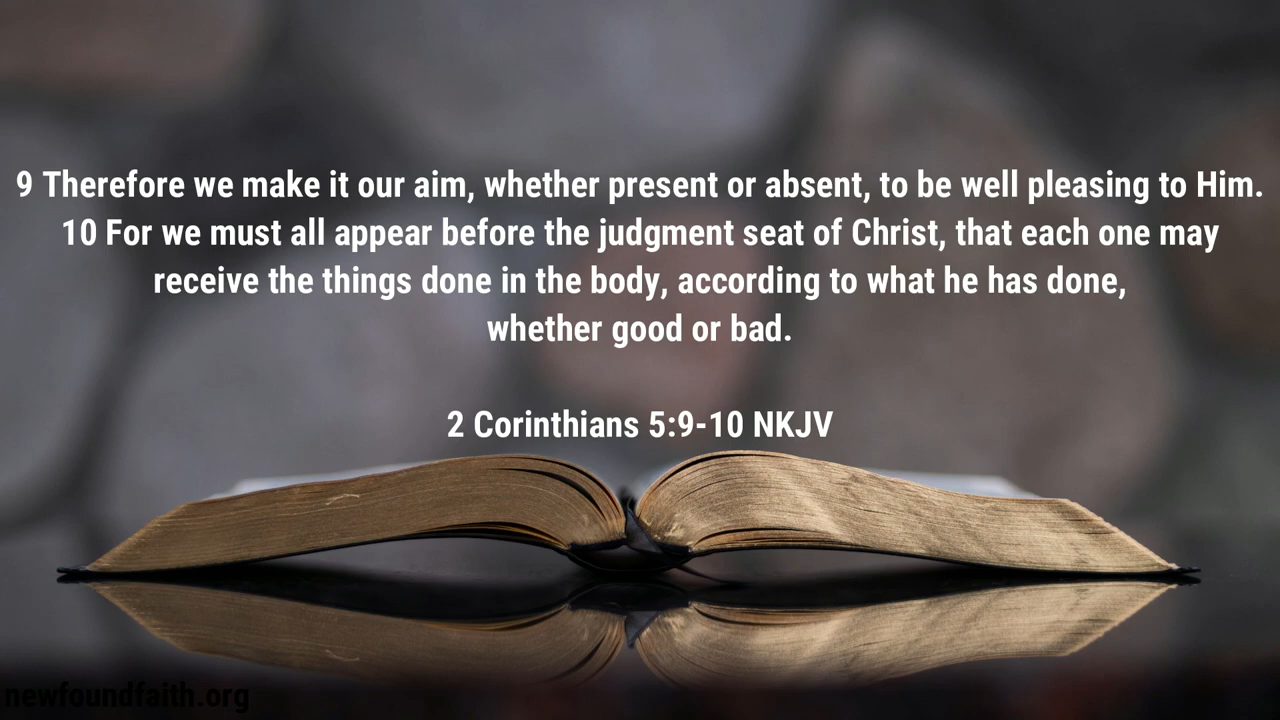 9 Therefore we make it our aim, whether present or absent, to be well pleasing to Him.
10 For we must all appear before the judgment seat of Christ, that each one may
receive the things done in the body, according to what he has done,
whether good or bad.
2 Corinthians 5:9-10 NKJV
newfoundfaith.org